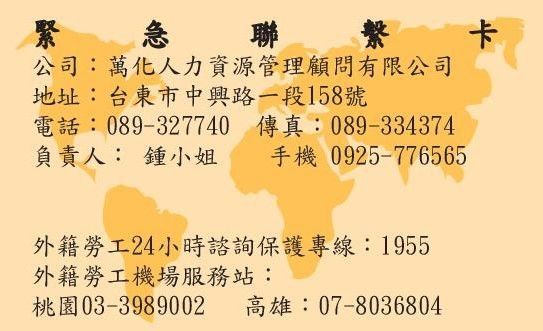 緊急聯繫卡
公司：萬化人力資源管理顧問有限公司
地址：台東市中興路一段158號
電話：089-327740 傳真：089-334374
負責人： 鍾小姐 手機 0925-776565
外籍勞工24小時諮詢保護專線：1955
外籍勞工機場服務站：
桃園03-3989002 高雄：07-8036804